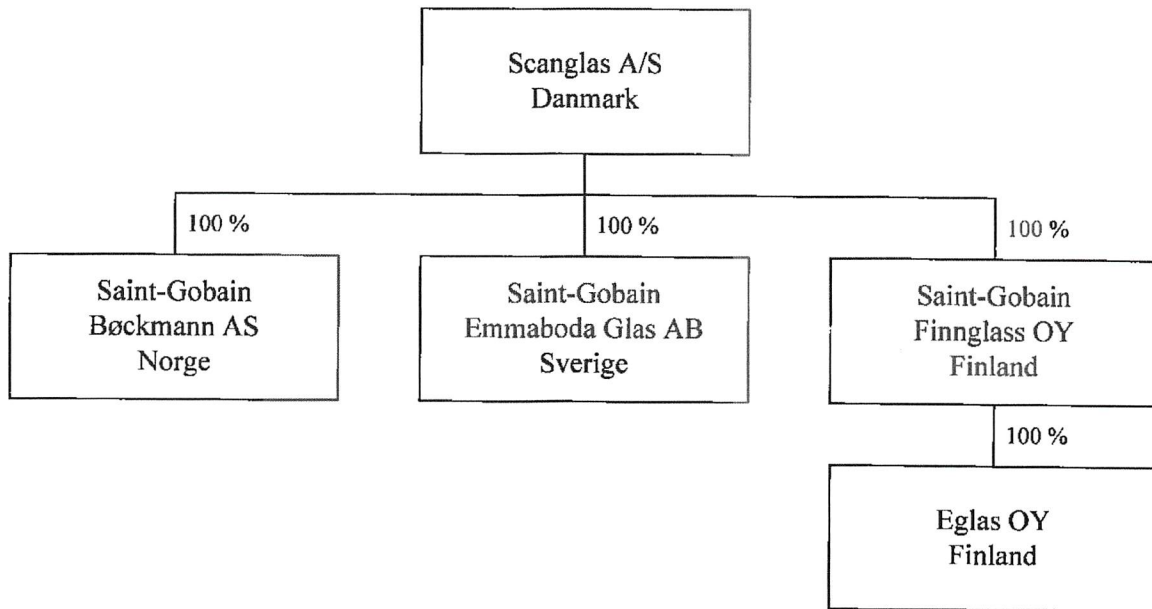 Scanglas A/S
Danmark
100 %
100 %
100 %
Saint-Gobain
Bøckmann AS
Norge
Saint-Gobain
Emmaboda Glas AB
Sverige
Saint-Gobain
Finnglass OY
Finland
100 %
Eglas OY
Finland